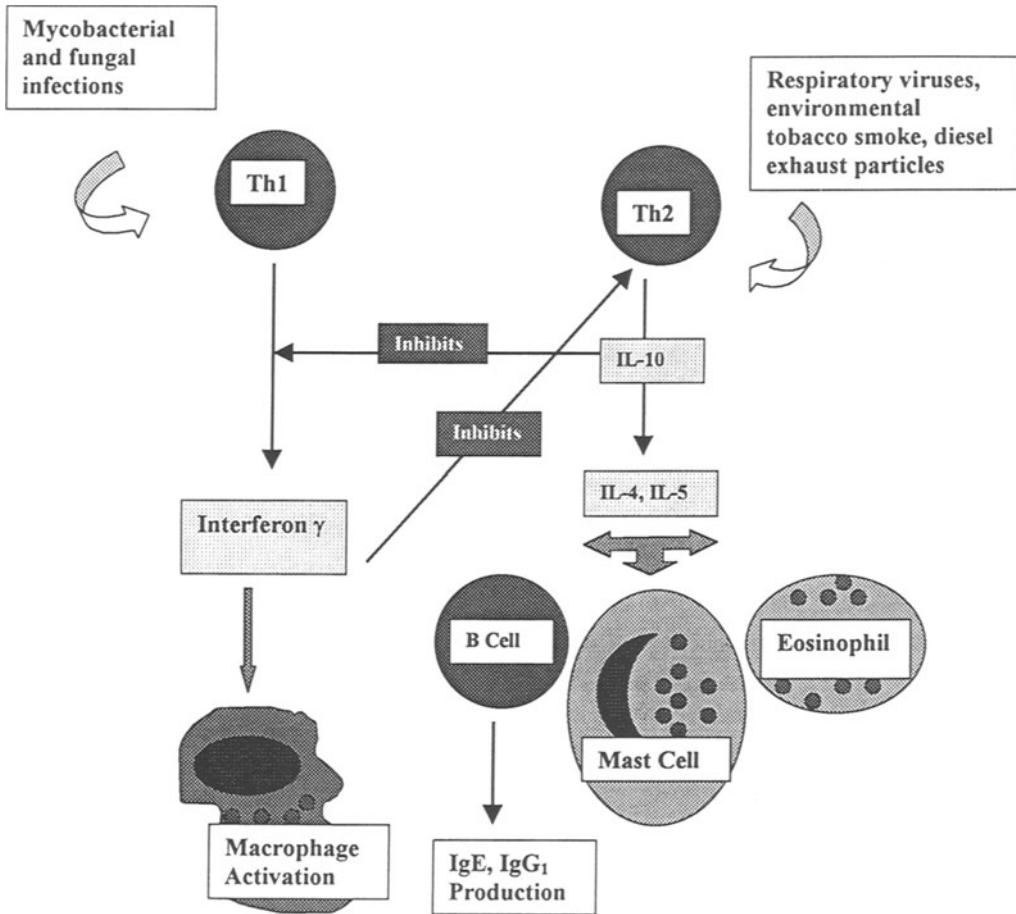 Mycobacterial
and fungal
infections
Respiratory viruses,
environmental
tobacco smoke, diesel
exhaust particles
Th1
Th2
Inhibits
IL-10
Inhibits
IL-4, IL-5
Interferon γ
B Cell
Eosinophil
Mast Cell
Macrophage
Activation
IgE, IgG₁
Production